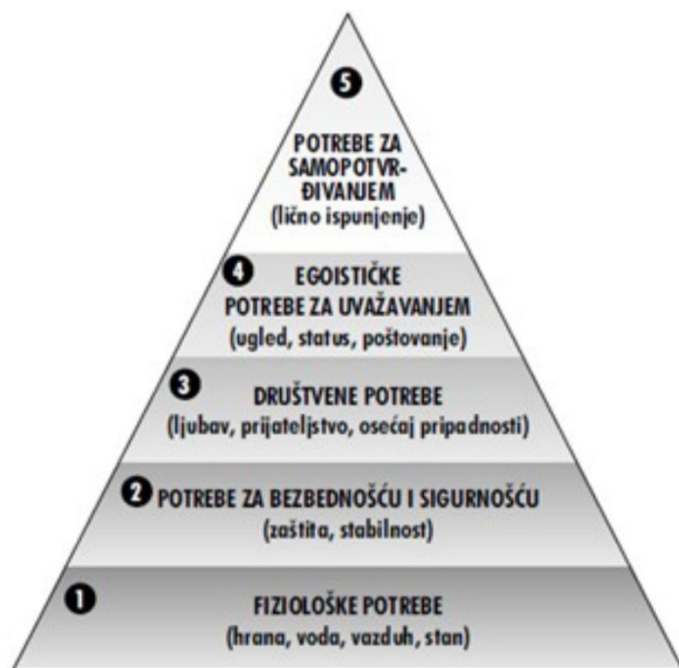 5
POTREBE ZA
SAMOPOTVR-
ĐIVANJEM
(lično ispunjenje)
4
EGOISTIČKE
POTREBE ZA UVAŽAVANJEM
(ugled, status, poštovanje)
3
DRUŠTVENE POTREBE
(ljubav, prijateljstvo, osećaj pripadnosti)
2 POTREBE ZA BEZBEDNOŠĆU I SIGURNOŠĆU
(zaštita, stabilnost)
1
FIZIOLOŠKE POTREBE
(hrana, voda, vazduh, stan)